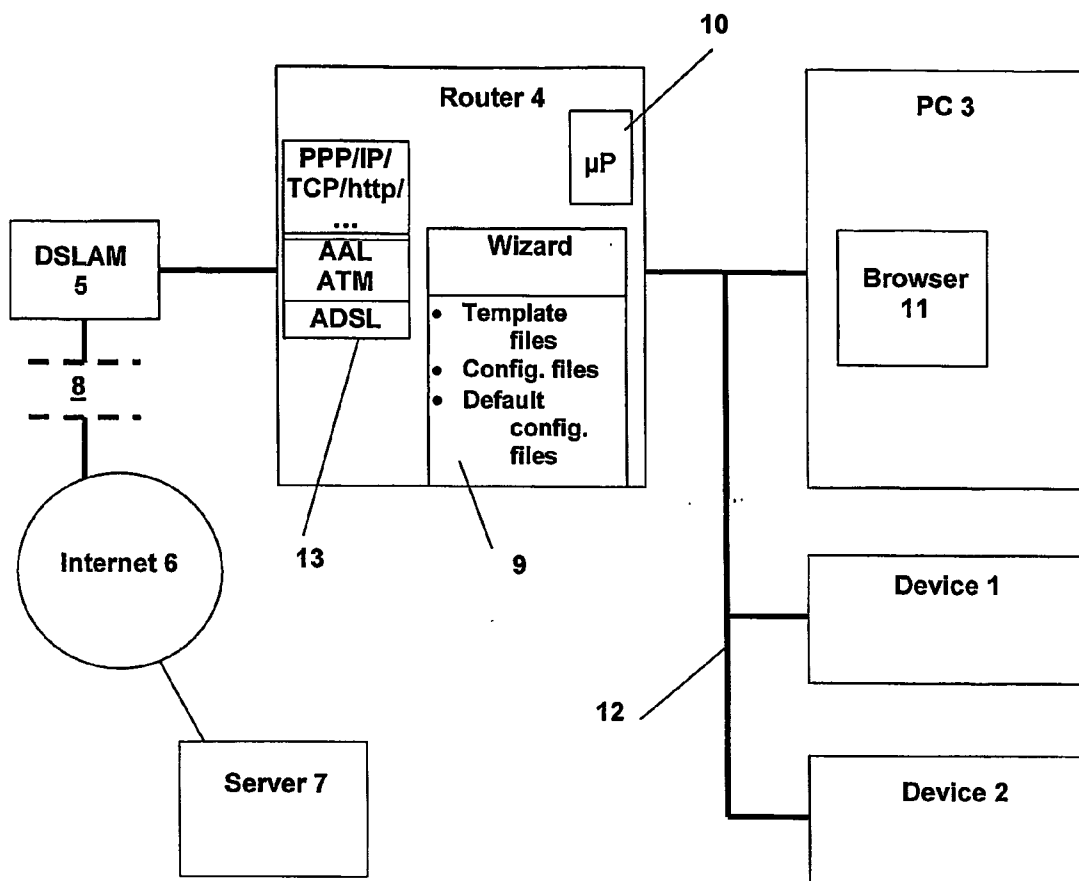 10
Router 4
µP
PPP/IP/
TCP/http/
...
AAL
ATM
ADSL
Wizard
• Template
files
• Config. files
• Default
config.
files
PC 3
Browser
11
DSLAM
5
8
Internet 6
13
9
Device 1
12
Server 7
Device 2